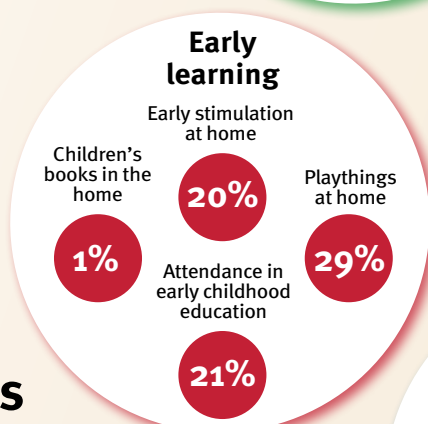 Early
learning
Early stimulation
at home
20%
Children's
books in the
home
1%
Playthings
at home
29%
Attendance in
early childhood
education
21%
s